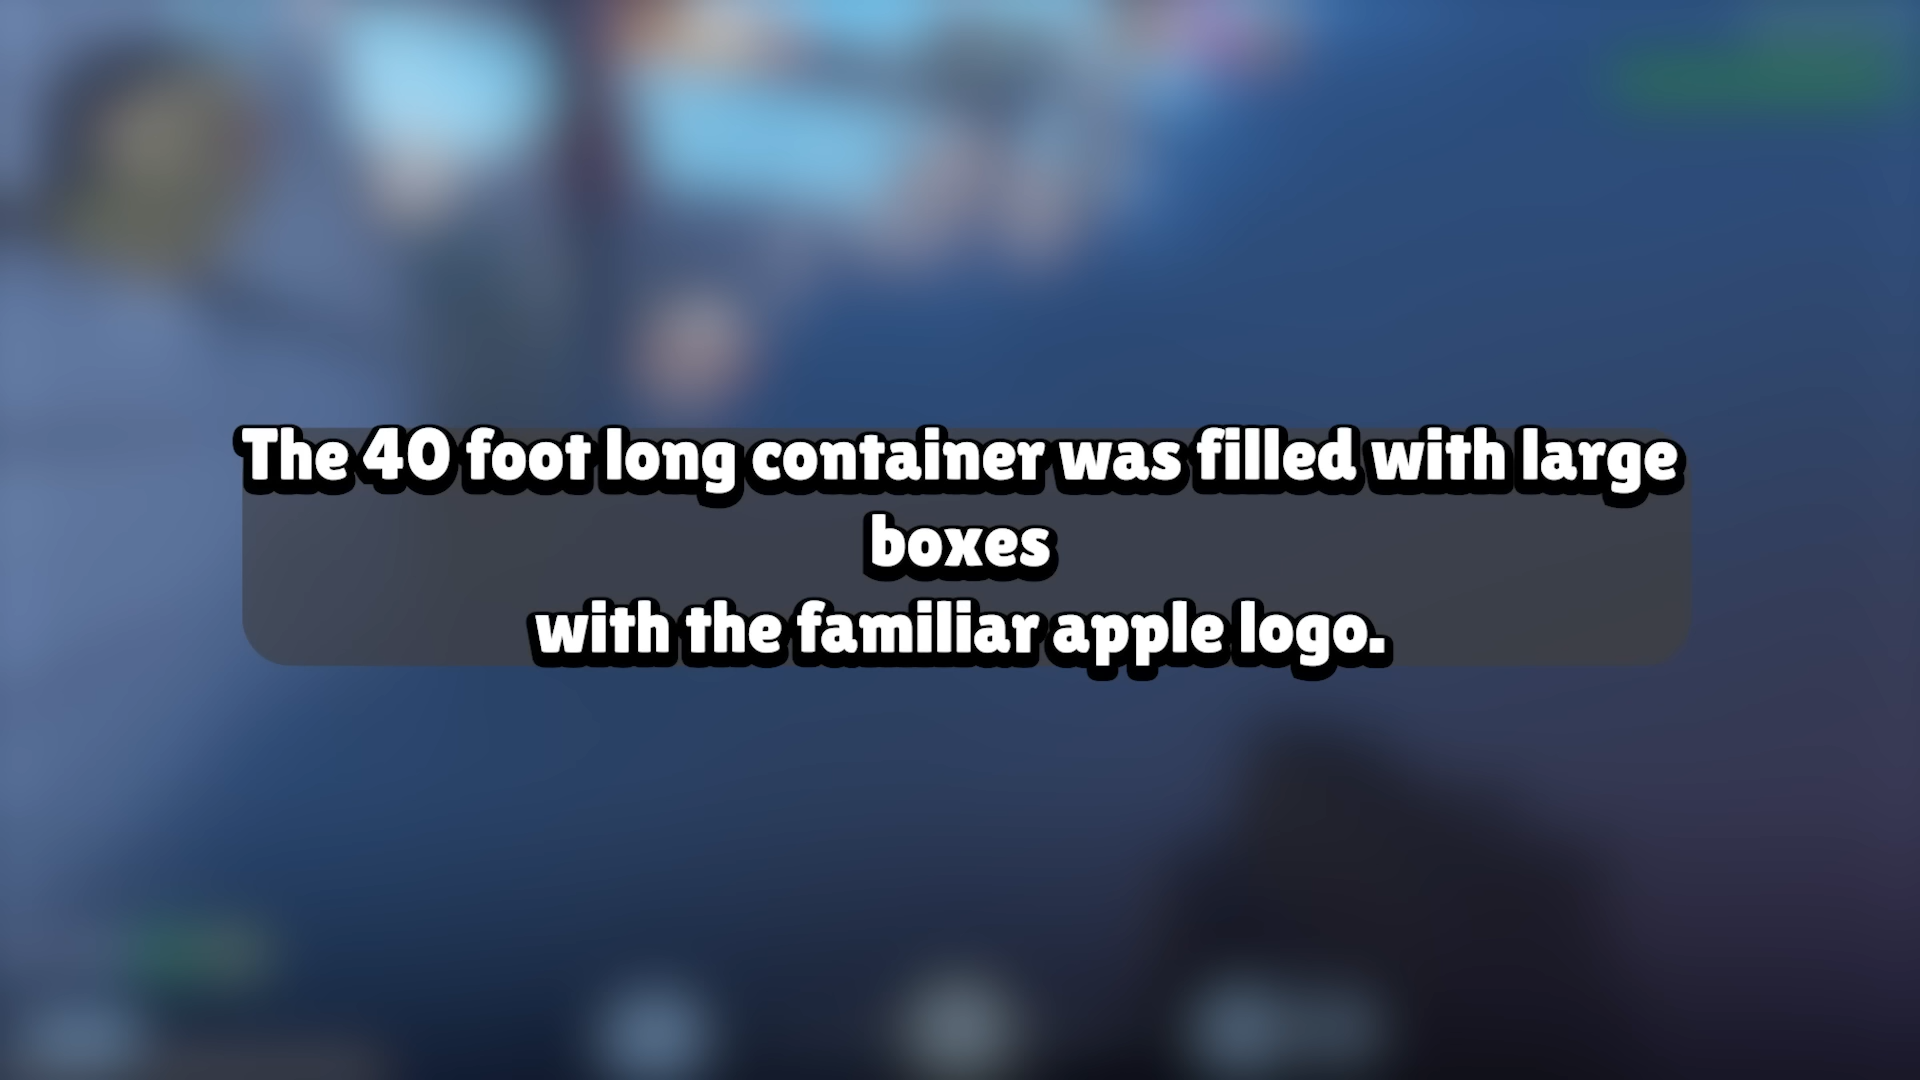 The 40 foot long container was filled with large
boxes
with the familiar apple logo.